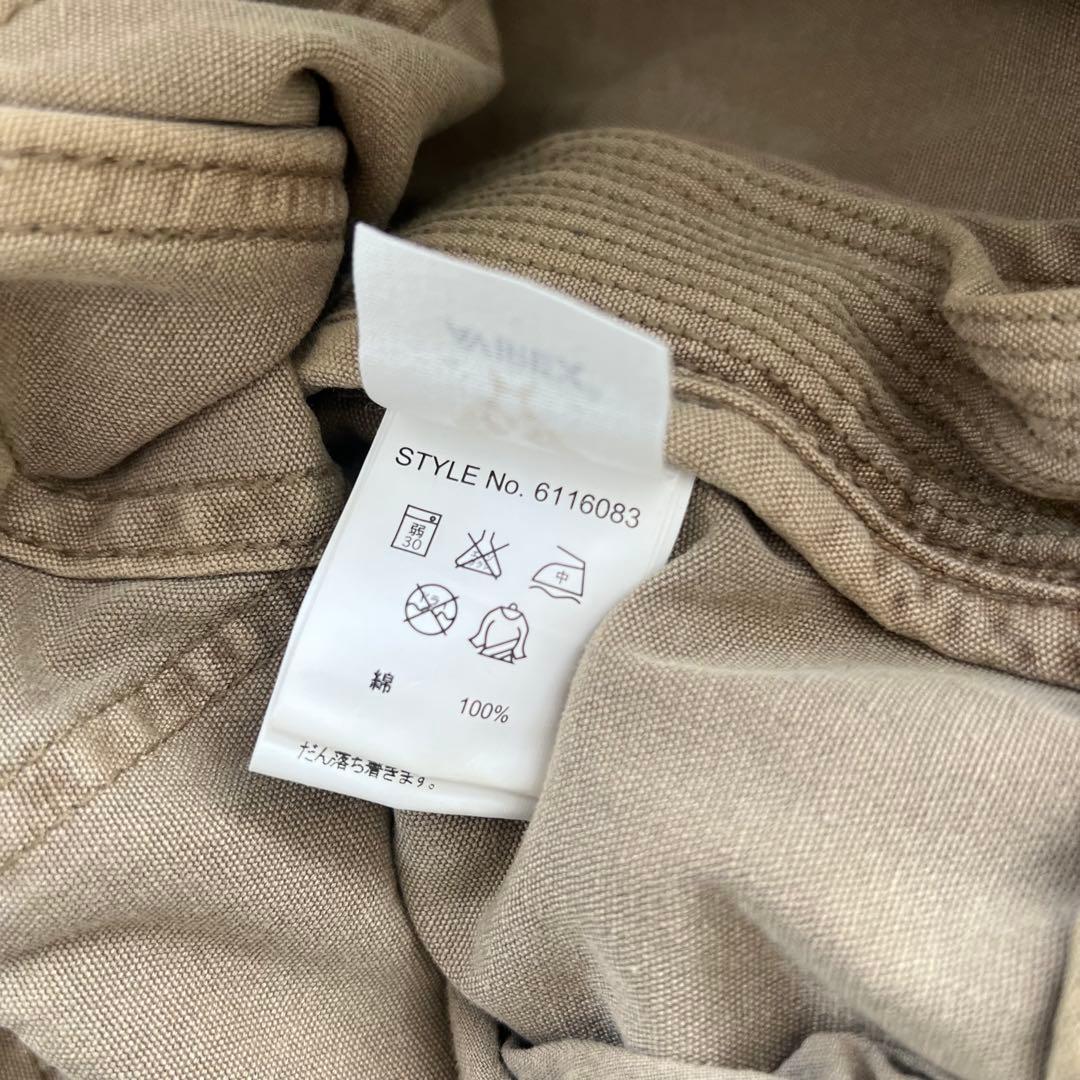 STYLE No. 6116083
弱
30
中
綿 100%
だん落ち着きます。